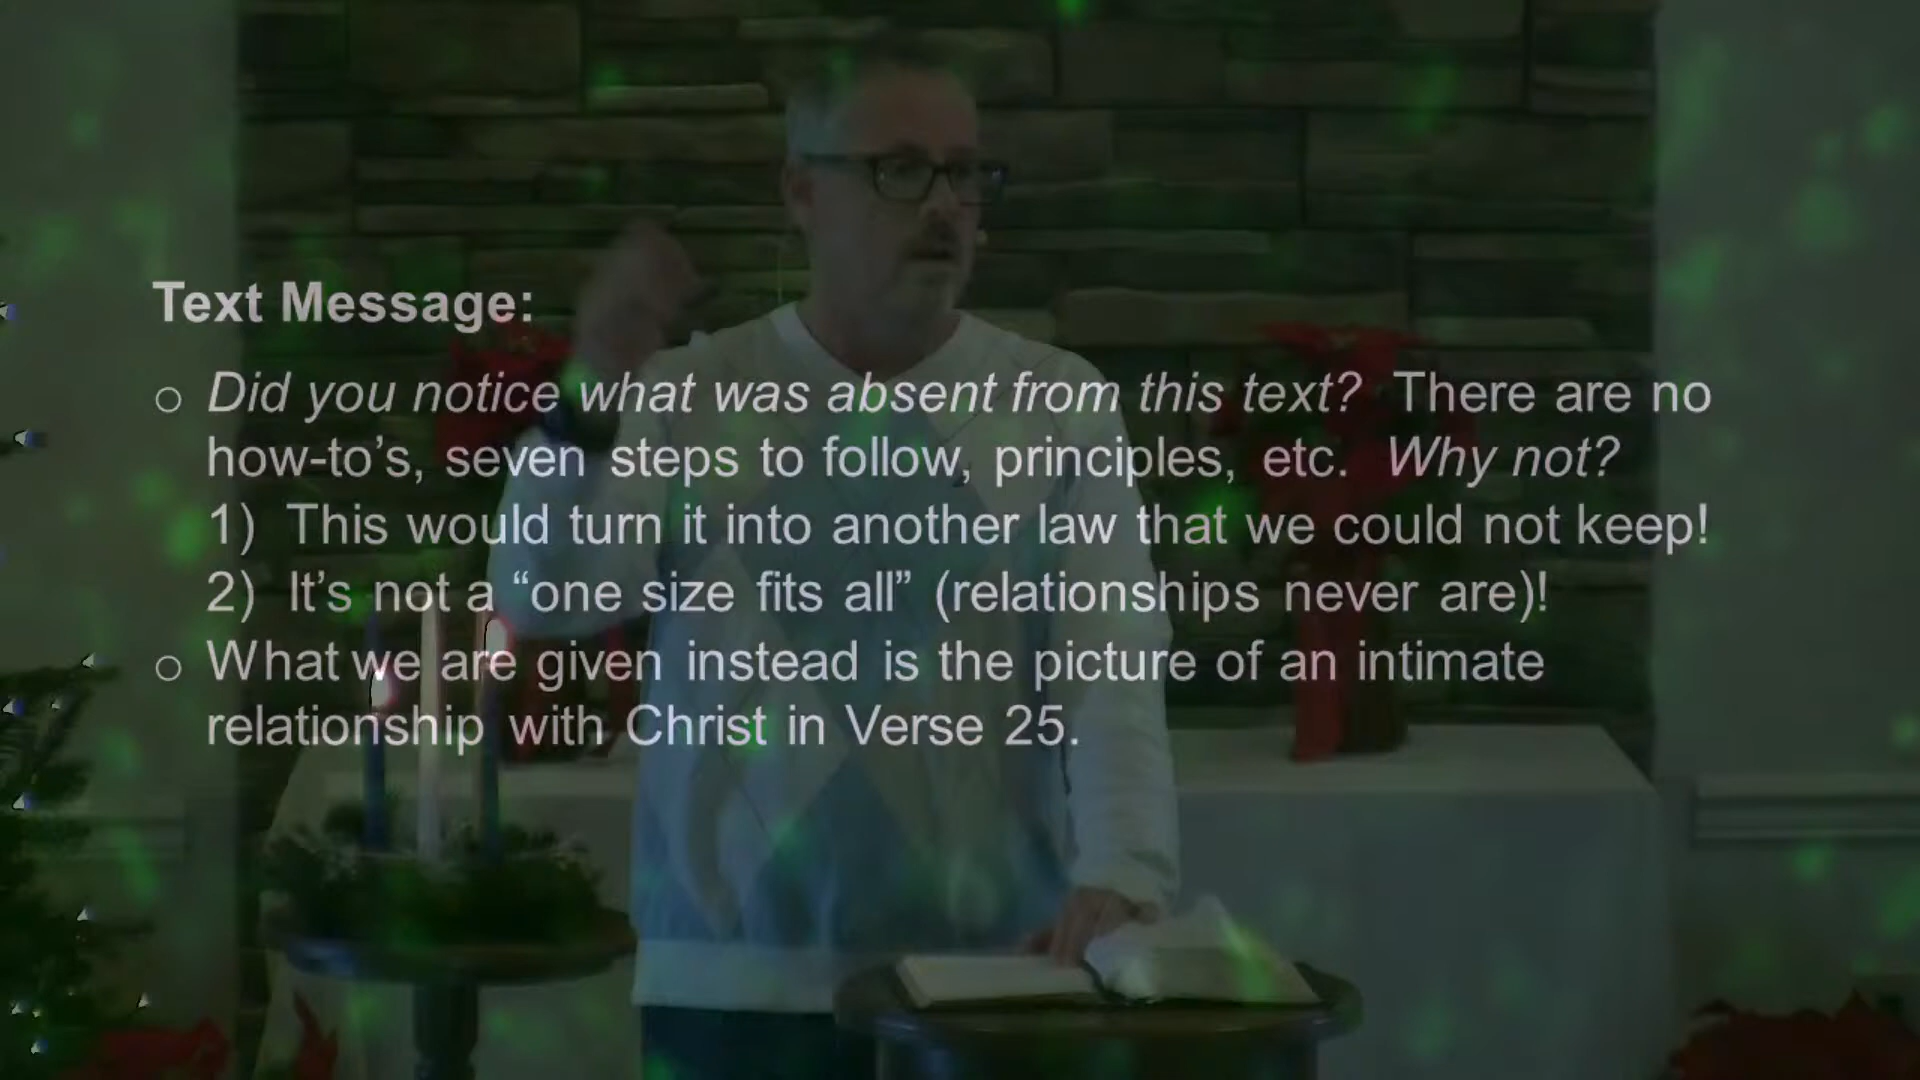 Text Message:
o Did you notice what was absent from this text? There are no
how-to’s, seven steps to follow, principles, etc. Why not?
1) This would turn it into another law that we could not keep!
2) It’s not a “one size fits all” (relationships never are)!
o What we are given instead is the picture of an intimate
relationship with Christ in Verse 25.